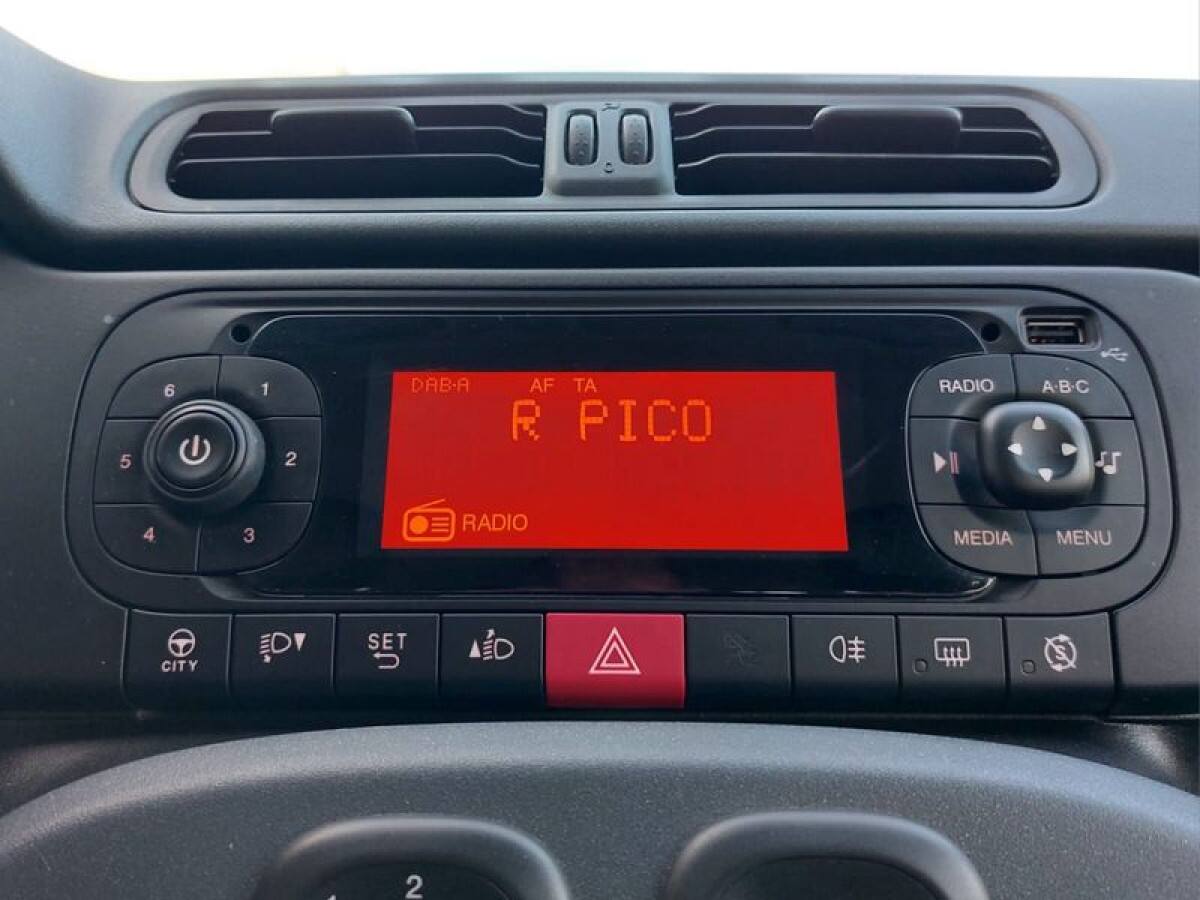 6 1
5 2
4 3
DAB·A AF TA
R PICO
RADIO
RADIO A·B·C
MEDIA MENU
CITY
SET
S
2